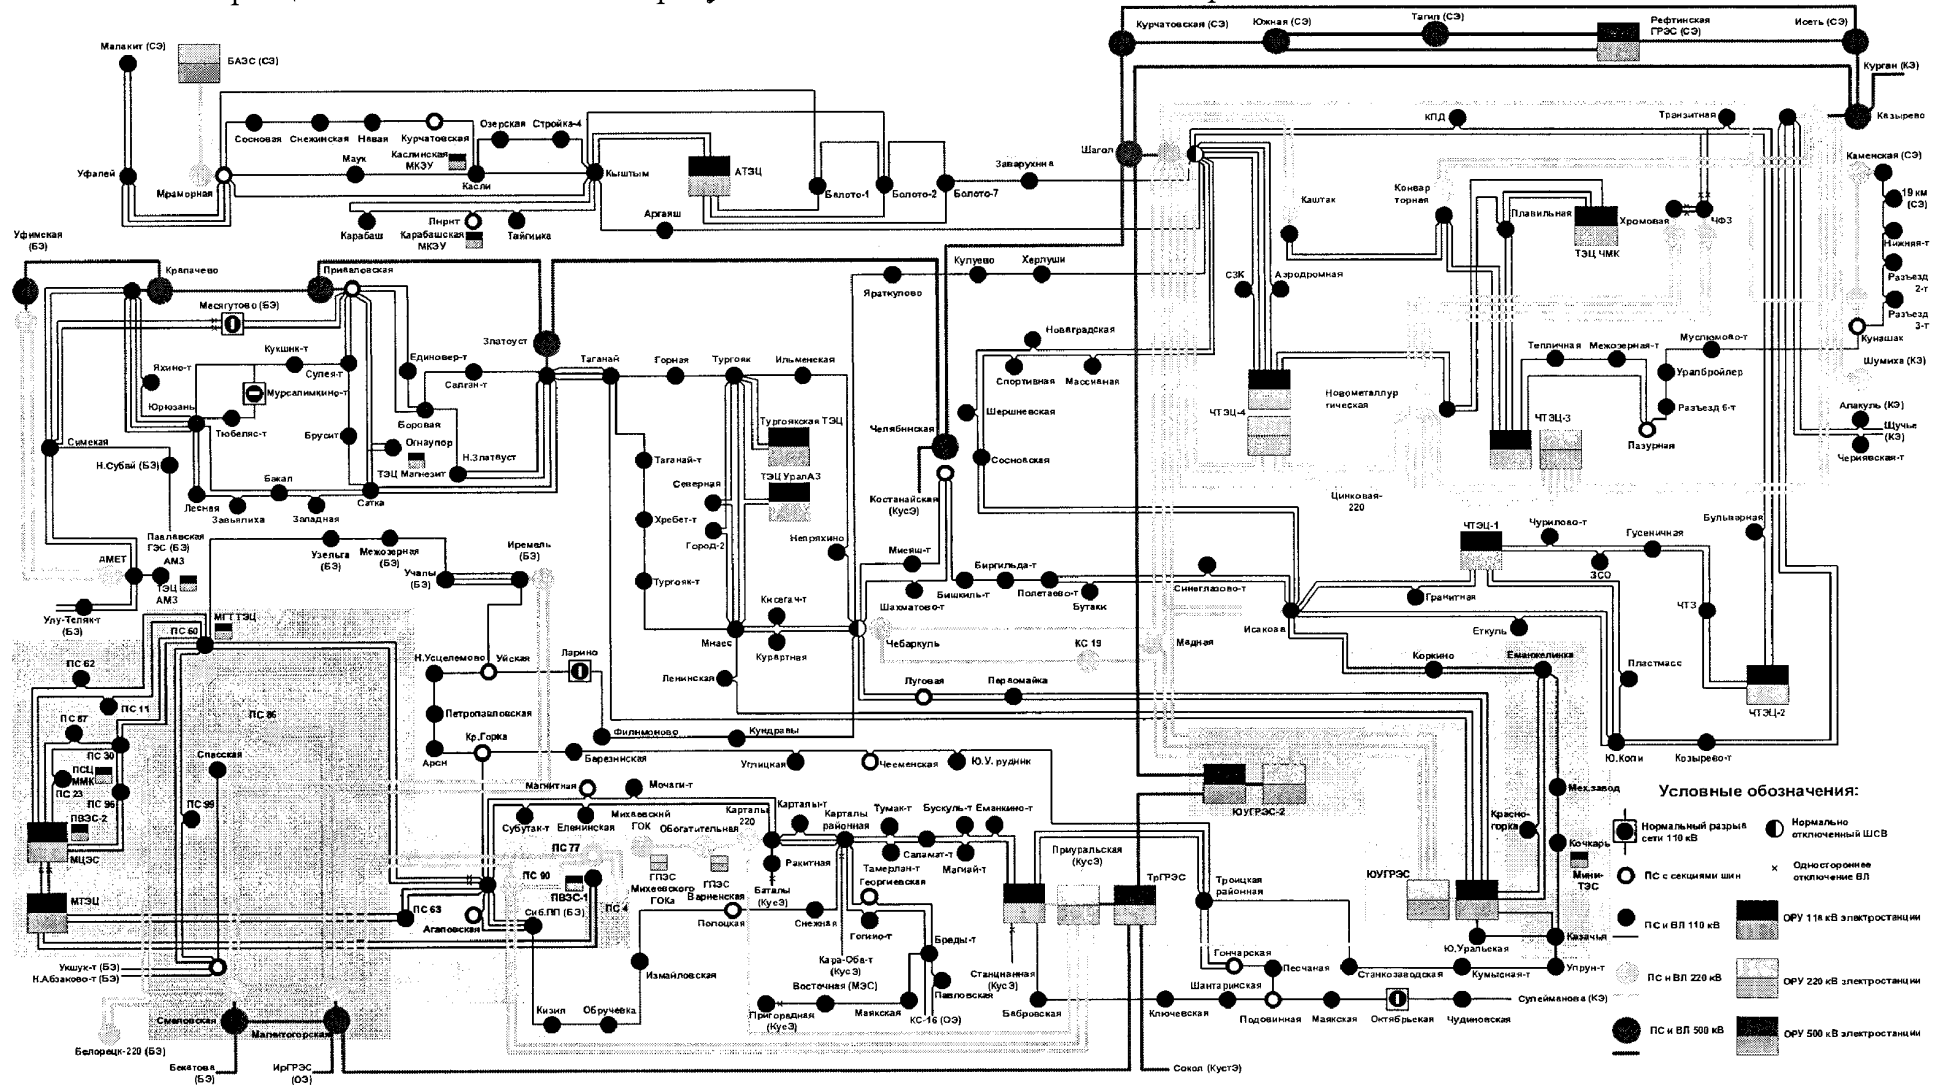 Малакит (СЭ)
БАЭС (СЭ)
Курчатовская (СЭ)
Южная (СЭ)
Тагил (СЭ)
Рефтинская
ГРЭС (СЭ)
Исеть (СЭ)
Курган (КЭ)
Козырево
Сосновая
Снежинская
Новая
Курчатовская
Озерская
Стройка-4
Каслинская
МКЭУ
Маук
Касли
Кыштым
АТЭЦ
Уфалей
Мраморная
Болото-1
Болото-2
Болото-7
Заварухина
Шагол
КПД
Транзитная
Каменская (СЭ)
19 км
(СЭ)
Нижняя-т
Разъезд
2-т
Разъезд
3-т
Кунашак
Шумиха (КЭ)
Карабаш
Пирит
Карабашская
МКЭУ
Тайгинка
Аргаяш
Каштак
Конвер
торная
Плавильная
ТЭЦ ЧМК
Хромовая
ЧФЗ
Уфимская
(БЭ)
Кропачево
Приваловская
Месягутово (БЭ)
Златоуст
Яраткулово
Кулуево
Херлуши
СЗК
Аэродромная
Кукшик-т
Сулея-т
Единовер-т
Салган-т
Таганай
Горная
Тургояк
Ильменская
Новоградская
Спортивная
Массивная
Яхино-т
Мурсалимкино-т
Юрюзань
Тюбеляс-т
Боровая
Шершневская
Челябинская
Сосновская
ЧТЭЦ-4
Новометаллур
гическая
Тепличная
Межозерная-т
Муслюмово-т
Уралбройлер
Разъезд 6-т
Лазурная
ЧТЭЦ-3
Алакуль (КЭ)
Щучье
(КЭ)
Чернявская-т
Симская
Н.Субай (БЭ)
Брусит
Огнеупор
ТЭЦ Магнезит
Н.Златоуст
Тургоякская ТЭЦ
ТЭЦ УралАЗ
Таганай-т
Северная
Город-2
Хребет-т
Тургояк-т
Бакал
Лесная
Завьялиха
Западная
Сатка
Костанайская
(КусЭ)
Непряхино
Миасс
Кисегач-т
Курортная
Чебаркуль
Мисяш-т
Шахматово-т
Биргильда-т
Бишкиль-т
Полетаево-т
Бутаки
Синеглазово-т
Исаково
Цинковая-
220
ЧТЭЦ-1
Чурилово-т
Гусеничная
Бульварная
ЗСО
Гранитная
ЧТЗ
Еткуль
ЧТЭЦ-2
Пластмасс
Ю.Копи
Козырево-т
Коркино
Еманжелинка
Павловская
ГЭС (БЭ)
АМЕТ
АМЗ
ТЭЦ
АМЗ
Улу-Теляк-т
(БЭ)
Узельга
(БЭ)
Межозерная
(БЭ)
Учалы
(БЭ)
Иремель
(БЭ)
МГТТЭЦ
ПС 60
ПС 62
ПС 11
ПС 87
ПС 30
ПСЦ
ММК
ПС 23
ПС 96
ПВЭС-2
МЦЭС
МТЭЦ
ПС 86
Спасская
ПС 99
Н.Усцелемово
Уйская
Ларино
Петропавловская
Арси
Кр.Горка
Филимоново
Кундравы
Ленинская
Луговая
Первомайка
КС 19
Медная
Березинская
Углицкая
Чесменская
Ю.У. рудник
ЮУГРЭС-2
Магнитная
Мочаги-т
Субутак-т
Еленинская
Михеевский
ГОК
Обогатительная
Карталы
220
Карталы-т
Карталы
районная
Тумак-т
Бускуль-т
Еманкино-т
Тамерлан-т
Саламат-т
Магнай-т
Ракитная
Баталы
(КусЭ)
Георгиевская
Гогино-т
Снежная
Приуральская
(КусЭ)
ТрГРЭС
Троицкая
районная
ПС 77
ПС 90
ПВЭС-1
ПС 4
ПС 63
Агаповская
Сиб.ПП (БЭ)
ГПЭС
Михеевского
ГОКа
ГПЭС
Варненская
Полоцкая
Измайловская
Кизил
Обручевка
Кара-Оба-т
(КусЭ)
Восточная (МЭС)
Пригородная
(КусЭ)
Маякская
Бреды-т
Павловская
КС-16 (ОЭ)
Станционная
(КусЭ)
Бобровская
Ключевская
Гончарская
Песчаная
Шантаринская
Подовинная
Маякская
Октябрьская
Чудиновская
Сулейманова (КЭ)
Станкозаводская
Кумысная-т
Упрун-т
Казачья
Ю.Уральская
ЮУГРЭС
Красно-
горка
Мех.завод
Кочкарь
Мини-
ТЭС
Укшук-т (БЭ)
Н.Абзаково-т (БЭ)
Смеловская
Магнитогорская
Белорецк-220 (БЭ)
Бекетова
(БЭ)
ИрГРЭС
(ОЭ)
Сокол (КустЭ)
Условные обозначения:
Нормальный разрыв
сети 110 кВ
Нормально
отключенный ШСВ
ПС с секциями шин
Одностороннее
отключение ВЛ
ПС и ВЛ 110 кВ
ОРУ 110 кВ электростанции
ПС и ВЛ 220 кВ
ОРУ 220 кВ электростанции
ПС и ВЛ 500 кВ
ОРУ 500 кВ электростанции